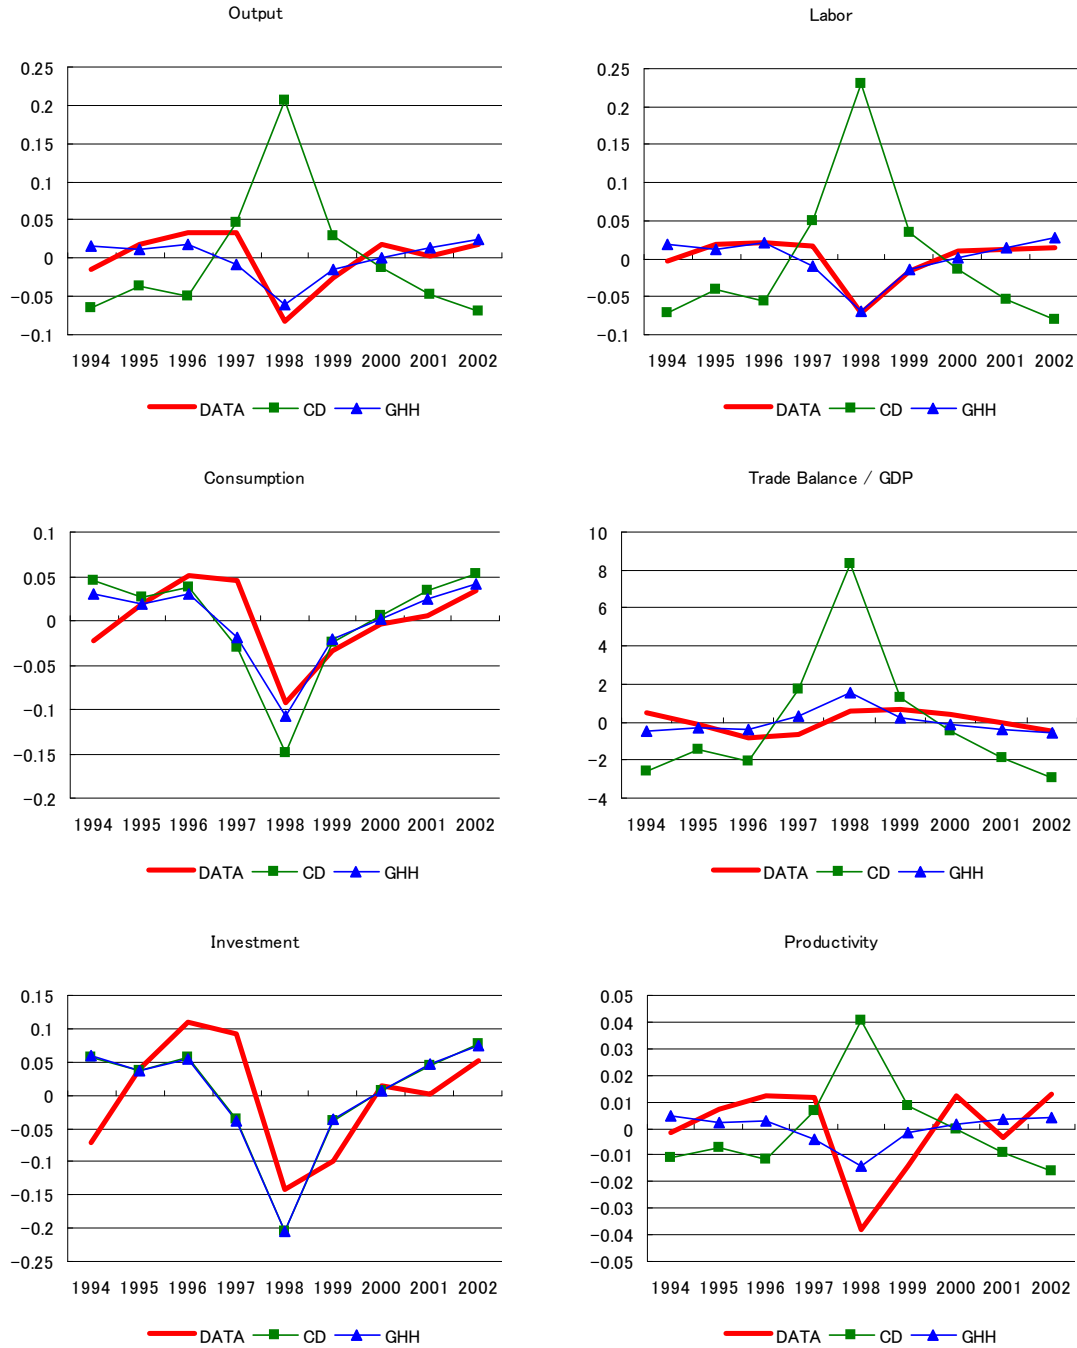 Output
0.25
0.2
0.15
0.1
0.05
0
-0.05
-0.1
1994 1995 1996 1997 1998 1999 2000 2001 2002
DATA CD GHH
Labor
0.25
0.2
0.15
0.1
0.05
0
-0.05
-0.1
1994 1995 1996 1997 1998 1999 2000 2001 2002
DATA CD GHH
Consumption
0.1
0.05
0
-0.05
-0.1
-0.15
-0.2
1994 1995 1996 1997 1998 1999 2000 2001 2002
DATA CD GHH
Trade Balance / GDP
10
8
6
4
2
0
-2
-4
1994 1995 1996 1997 1998 1999 2000 2001 2002
DATA CD GHH
Investment
0.15
0.1
0.05
0
-0.05
-0.1
-0.15
-0.2
-0.25
1994 1995 1996 1997 1998 1999 2000 2001 2002
DATA CD GHH
Productivity
0.05
0.04
0.03
0.02
0.01
0
-0.01
-0.02
-0.03
-0.04
-0.05
1994 1995 1996 1997 1998 1999 2000 2001 2002
DATA CD GHH